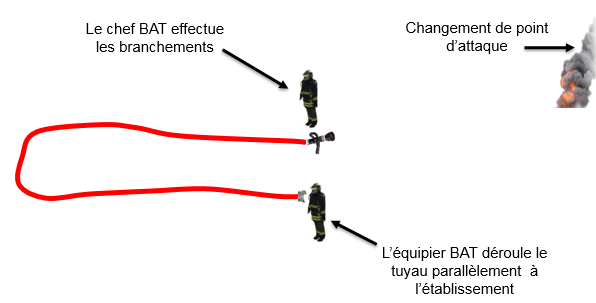 Le chef BAT effectue
les branchements
Changement de point
d'attaque
L'équipier BAT déroule le
tuyau parallèlement à
l'établissement